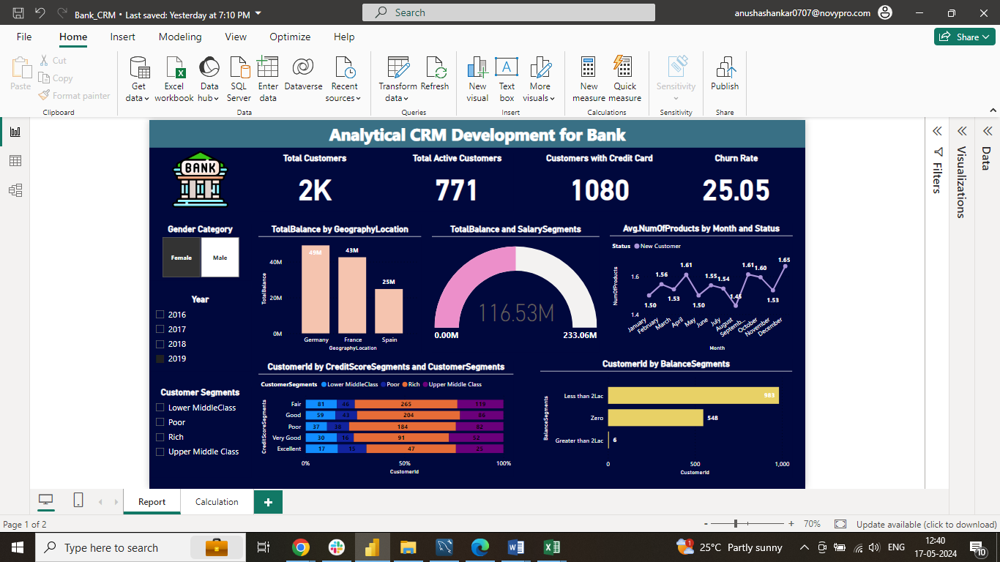 Bank_CRM • Last saved: Yesterday at 7:10 PM
Search
anushashankar0707@novypro.com
File Home Insert Modeling View Optimize Help
Share
Paste
Cut
Copy
Format painter
Clipboard
Get data
Excel workbook
Data hub
SQL Server
Enter data
Dataverse
Recent sources
Data
Transform data
Refresh
Queries
New visual
Text box
More visuals
Insert
New measure
Quick measure
Calculations
Sensitivity
Sensitivity
Publish
Share
Analytical CRM Development for Bank
BANK
Total Customers
2K
Total Active Customers
771
Customers with Credit Card
1080
Churn Rate
25.05
Filters
Visualizations
Data
Gender Category
Female Male
Year
2016
2017
2018
2019
Customer Segments
Lower MiddleClass
Poor
Rich
Upper Middle Class
TotalBalance by GeographyLocation
TotalBalance
40M
20M
0M
49M
43M
25M
Germany France Spain
GeographyLocation
TotalBalance and SalarySegments
116.53M
0.00M 233.06M
Avg.NumOfProducts by Month and Status
Status New Customer
NumOfProducts
1.6
1.4
1.50
1.56
1.53
1.61
1.50
1.55
1.54
1.45
1.61
1.60
1.53
1.65
January February March April May June July August Septemb... October November December
Month
CustomerId by CreditScoreSegments and CustomerSegments
CustomerSegments Lower MiddleClass Poor Rich Upper Middle Class
CreditScoreSegments
Fair 81 46 265 119
Good 59 43 204 86
Poor 37 38 184 82
Very Good 30 16 91 52
Excellent 17 15 47 25
0% 50% 100%
CustomerId
CustomerId by BalanceSegments
BalanceSegments
Less than 2Lac 983
Zero 548
Greater than 2Lac 6
0 500 1,000
CustomerId
Report Calculation
Page 1 of 2
- + 70%
Update available (click to download)
Type here to search
1
25°C Partly sunny
ENG
12:40
17-05-2024
10